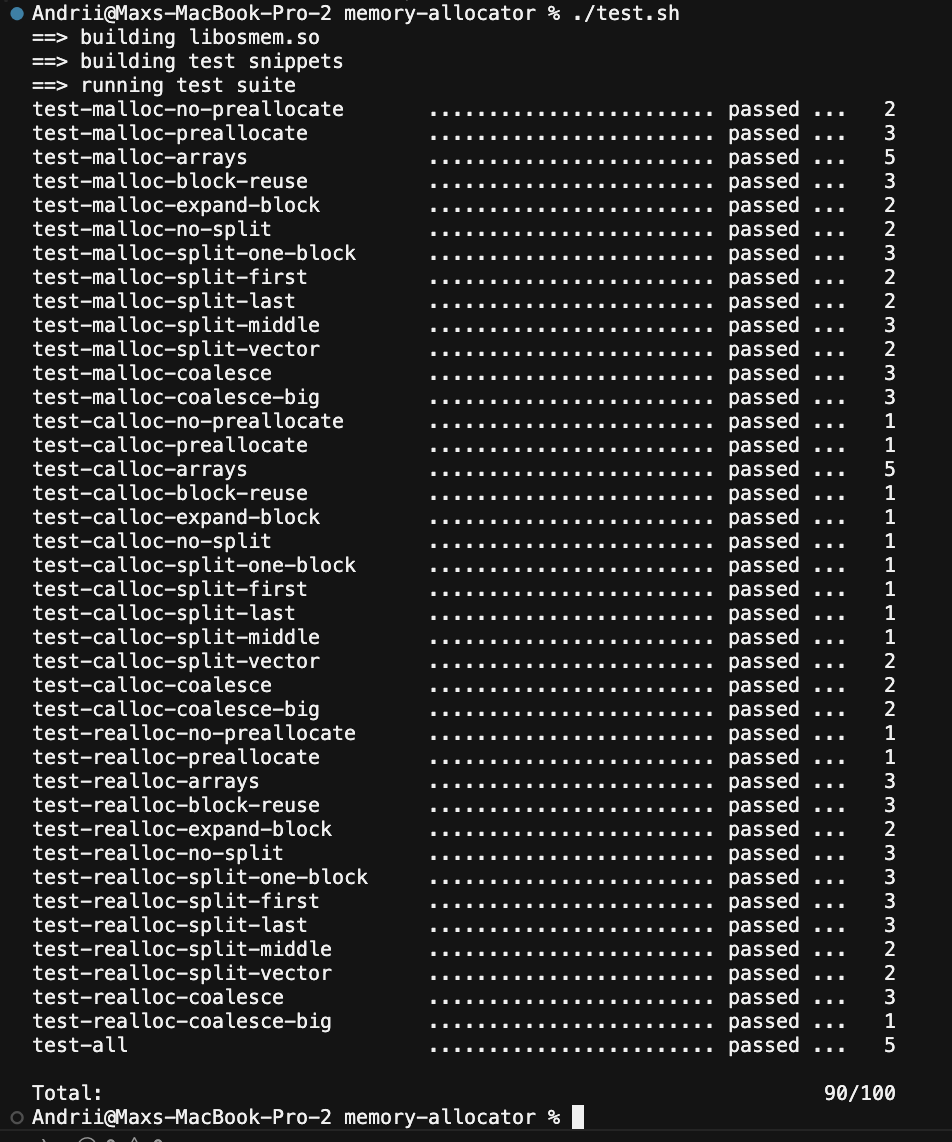 Andrii@Maxs-MacBook-Pro-2 memory-allocator % ./test.sh
==> building libosmem.so
==> building test snippets
==> running test suite
test-malloc-no-preallocate ........................ passed ... 2
test-malloc-preallocate ........................ passed ... 3
test-malloc-arrays ........................ passed ... 5
test-malloc-block-reuse ........................ passed ... 3
test-malloc-expand-block ........................ passed ... 2
test-malloc-no-split ........................ passed ... 2
test-malloc-split-one-block ........................ passed ... 3
test-malloc-split-first ........................ passed ... 2
test-malloc-split-last ........................ passed ... 2
test-malloc-split-middle ........................ passed ... 3
test-malloc-split-vector ........................ passed ... 2
test-malloc-coalesce ........................ passed ... 3
test-malloc-coalesce-big ........................ passed ... 3
test-calloc-no-preallocate ........................ passed ... 1
test-calloc-preallocate ........................ passed ... 1
test-calloc-arrays ........................ passed ... 5
test-calloc-block-reuse ........................ passed ... 1
test-calloc-expand-block ........................ passed ... 1
test-calloc-no-split ........................ passed ... 1
test-calloc-split-one-block ........................ passed ... 1
test-calloc-split-first ........................ passed ... 1
test-calloc-split-last ........................ passed ... 1
test-calloc-split-middle ........................ passed ... 1
test-calloc-split-vector ........................ passed ... 2
test-calloc-coalesce ........................ passed ... 2
test-calloc-coalesce-big ........................ passed ... 2
test-realloc-no-preallocate ........................ passed ... 1
test-realloc-preallocate ........................ passed ... 1
test-realloc-arrays ........................ passed ... 3
test-realloc-block-reuse ........................ passed ... 3
test-realloc-expand-block ........................ passed ... 2
test-realloc-no-split ........................ passed ... 3
test-realloc-split-one-block ........................ passed ... 3
test-realloc-split-first ........................ passed ... 3
test-realloc-split-last ........................ passed ... 3
test-realloc-split-middle ........................ passed ... 2
test-realloc-split-vector ........................ passed ... 2
test-realloc-coalesce ........................ passed ... 3
test-realloc-coalesce-big ........................ passed ... 1
test-all ........................ passed ... 5
Total: 90/100
Andrii@Maxs-MacBook-Pro-2 memory-allocator %